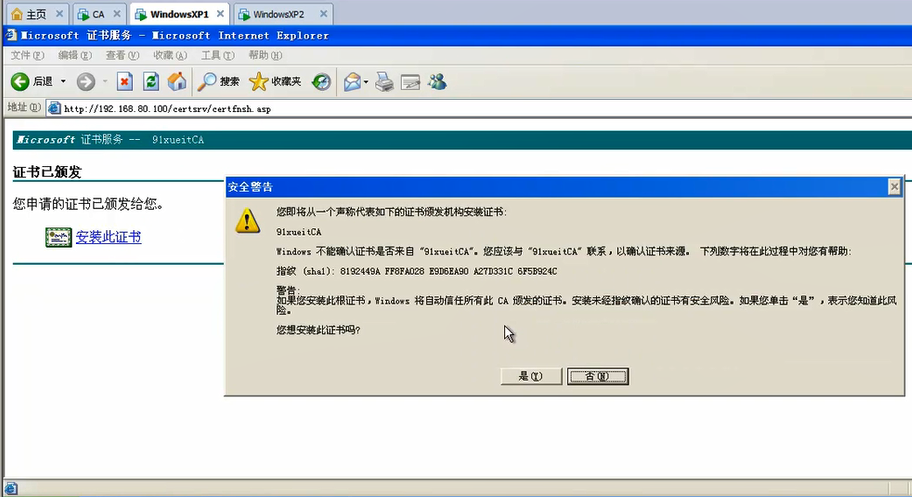 主页 CA WindowsXP1 WindowsXP2
Microsoft 证书服务 - Microsoft Internet Explorer
文件(F) 编辑(E) 查看(V) 收藏(A) 工具(T) 帮助(H)
后退 搜索 收藏夹
地址(D) http://192.168.80.100/certsrv/certfnsh.asp
Microsoft 证书服务 -- 91xueitCA
证书已颁发
您申请的证书已颁发给您。
安装此证书
安全警告
您即将从一个声称代表如下的证书颁发机构安装证书:
91xueitCA
Windows 不能确认证书是否来自 “91xueitCA”。您应该与 “91xueitCA” 联系，以确认证书来源。 下列数字将在此过程中对您有帮助:
指纹 (sha1): 8192449A FF8FA028 E9D6EA90 A27D331C 6F5B924C
警告:
如果您安装此根证书，Windows 将自动信任所有此 CA 颁发的证书。安装未经指纹确认的证书有安全风险。如果您单击“是”，表示您知道此风
险。
您想安装此证书吗?
是(Y) 否(N)